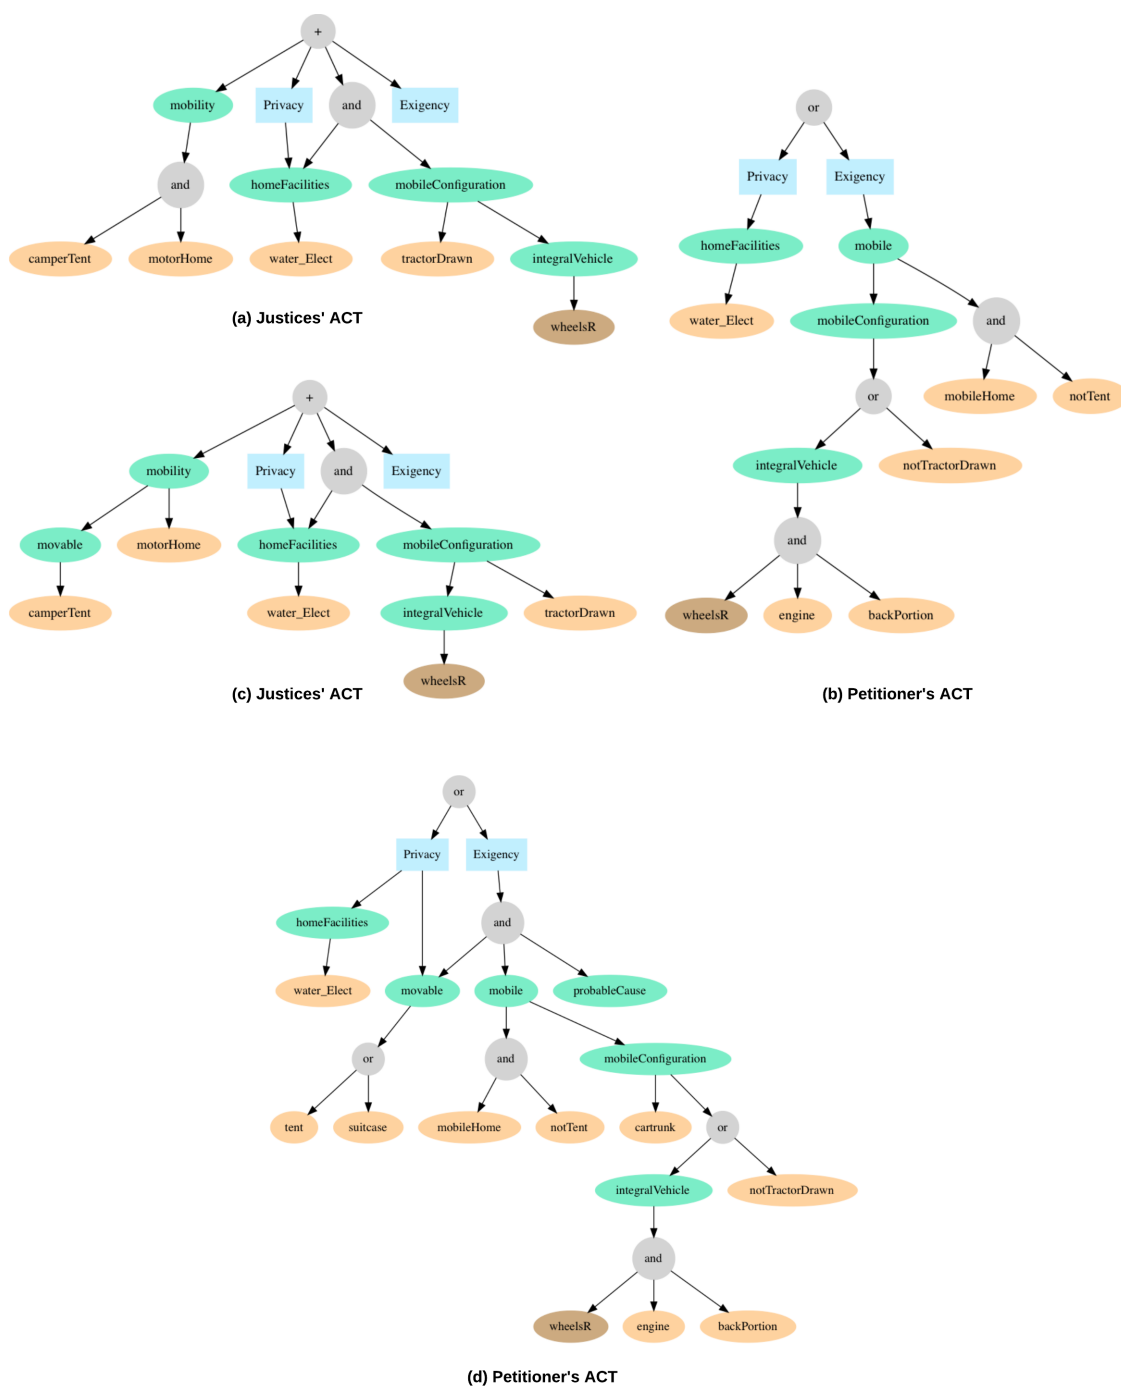 +
mobility
Privacy
and
Exigency
and
homeFacilities
mobileConfiguration
camperTent
motorHome
water_Elect
tractorDrawn
integralVehicle
wheelsR
(a) Justices' ACT
or
Privacy
Exigency
homeFacilities
mobile
water_Elect
mobileConfiguration
and
or
mobileHome
notTent
integralVehicle
notTractorDrawn
and
wheelsR
engine
backPortion
(b) Petitioner's ACT
+
mobility
Privacy
and
Exigency
movable
motorHome
homeFacilities
mobileConfiguration
camperTent
water_Elect
integralVehicle
tractorDrawn
wheelsR
(c) Justices' ACT
or
Privacy
Exigency
homeFacilities
and
water_Elect
movable
mobile
probableCause
or
and
mobileConfiguration
tent
suitcase
mobileHome
notTent
cartrunk
or
integralVehicle
notTractorDrawn
and
wheelsR
engine
backPortion
(d) Petitioner's ACT